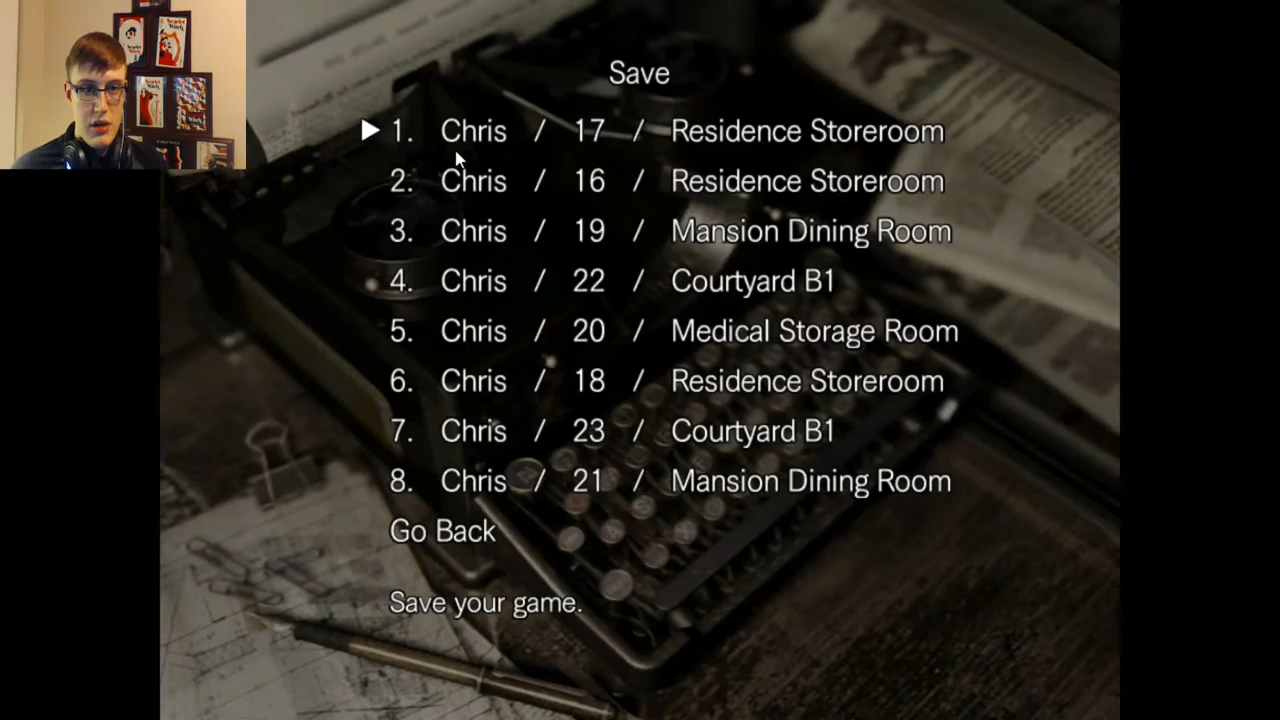 Save
1. Chris / 17 / Residence Storeroom
2. Chris / 16 / Residence Storeroom
3. Chris / 19 / Mansion Dining Room
4. Chris / 22 / Courtyard B1
5. Chris / 20 / Medical Storage Room
6. Chris / 18 / Residence Storeroom
7. Chris / 23 / Courtyard B1
8. Chris / 21 / Mansion Dining Room
Go Back
Save your game.